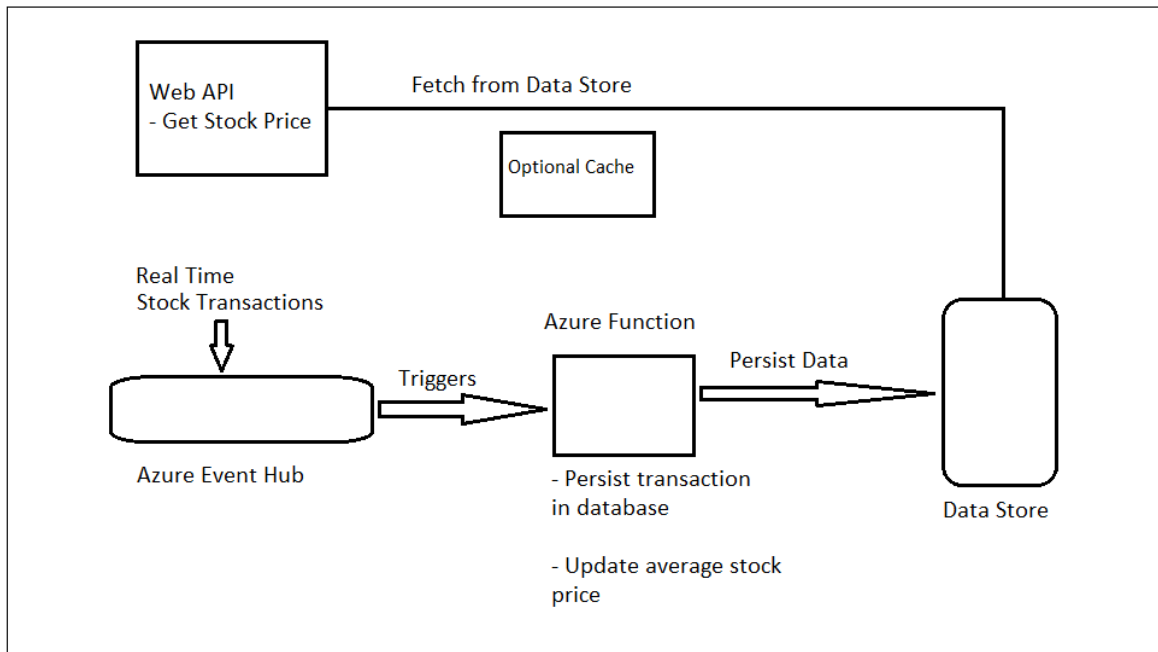 Web API
- Get Stock Price
Fetch from Data Store
Optional Cache
Real Time
Stock Transactions
Azure Event Hub
Triggers
Azure Function
- Persist transaction
in database
- Update average stock
price
Persist Data
Data Store